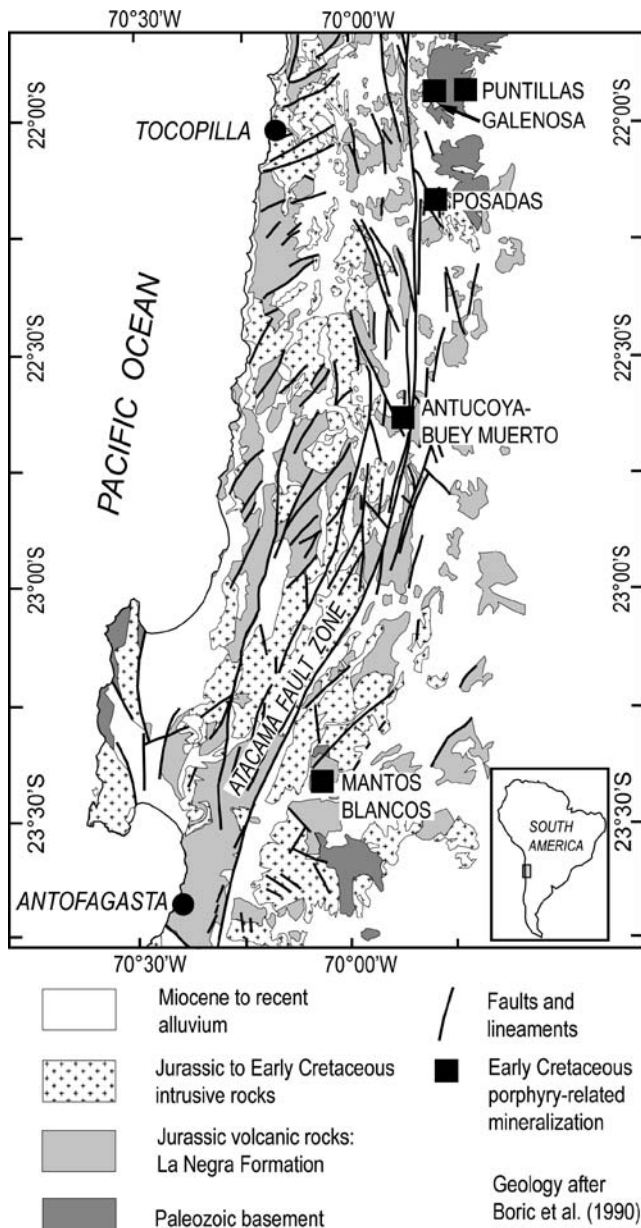 70°30'W
70°00'W
PUNTILLAS
GALENOSA
22°00'S
22°00'S
TOCOPILLA
POSADAS
22°30'S
22°30'S
PACIFIC OCEAN
ANTUCOYA-
BUEY MUERTO
23°00'S
23°00'S
ATACAMA FAULT ZONE
MANTOS
BLANCOS
23°30'S
23°30'S
SOUTH
AMERICA
ANTOFAGASTA
70°30'W
70°00'W
Miocene to recent
alluvium
Jurassic to Early Cretaceous
intrusive rocks
Jurassic volcanic rocks:
La Negra Formation
Paleozoic basement
Faults and
lineaments
Early Cretaceous
porphyry-related
mineralization
Geology after
Boric et al. (1990)